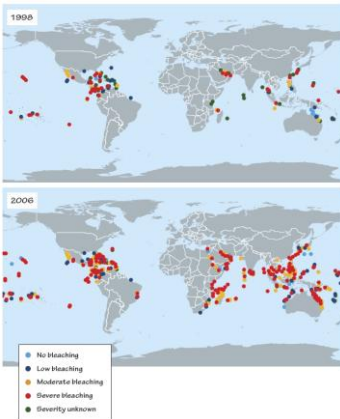 1998
2006
No bleaching
Low bleaching
Moderate bleaching
Severe bleaching
Severity unknown